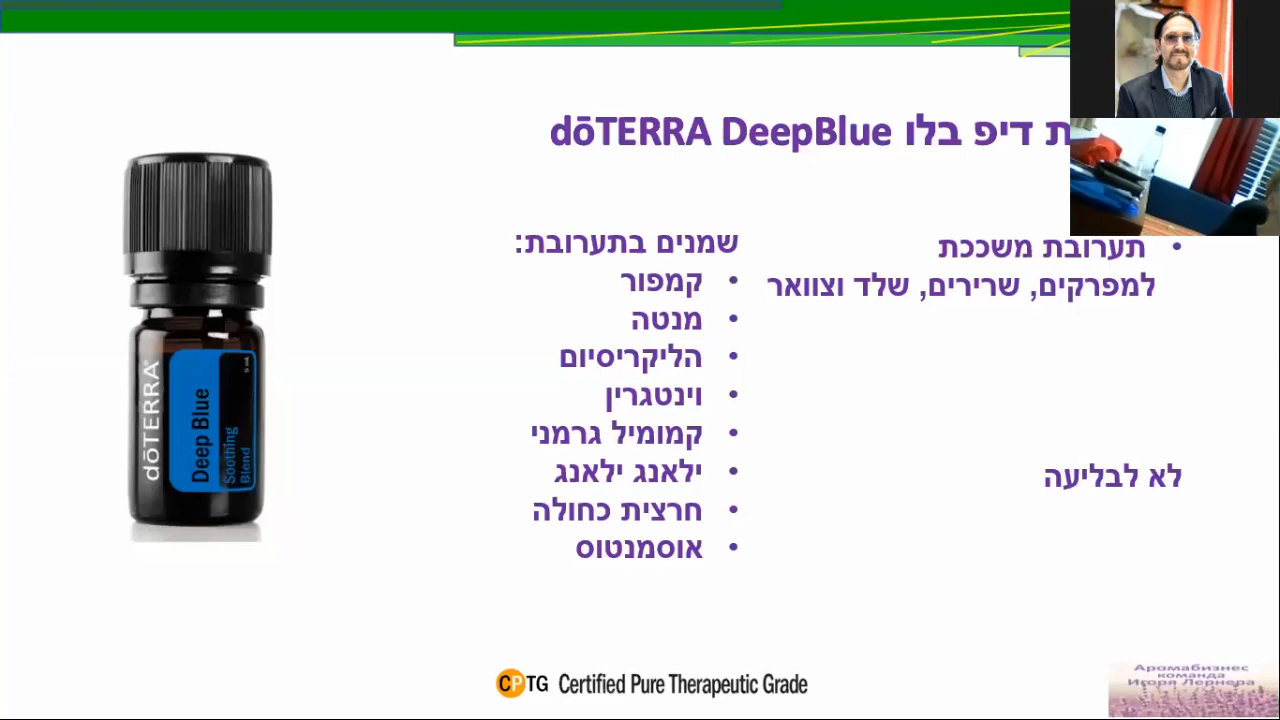 ת דיפ בלו dōTERRA DeepBlue
• תערובת משככת
למפרקים, שרירים, שלד וצוואר
לא לבליעה
שמנים בתערובת:
• קמפור
• מנטה
• הליקריסיום
• וינטגרין
• קמומיל גרמני
• ילאנג ילאנג
• חרצית כחולה
• אוסמנטוס
dōTERRA®
Deep Blue
Soothing
Blend
5 mL
CPTG Certified Pure Therapeutic Grade
Аромабизнес
команда
Игоря Лернера